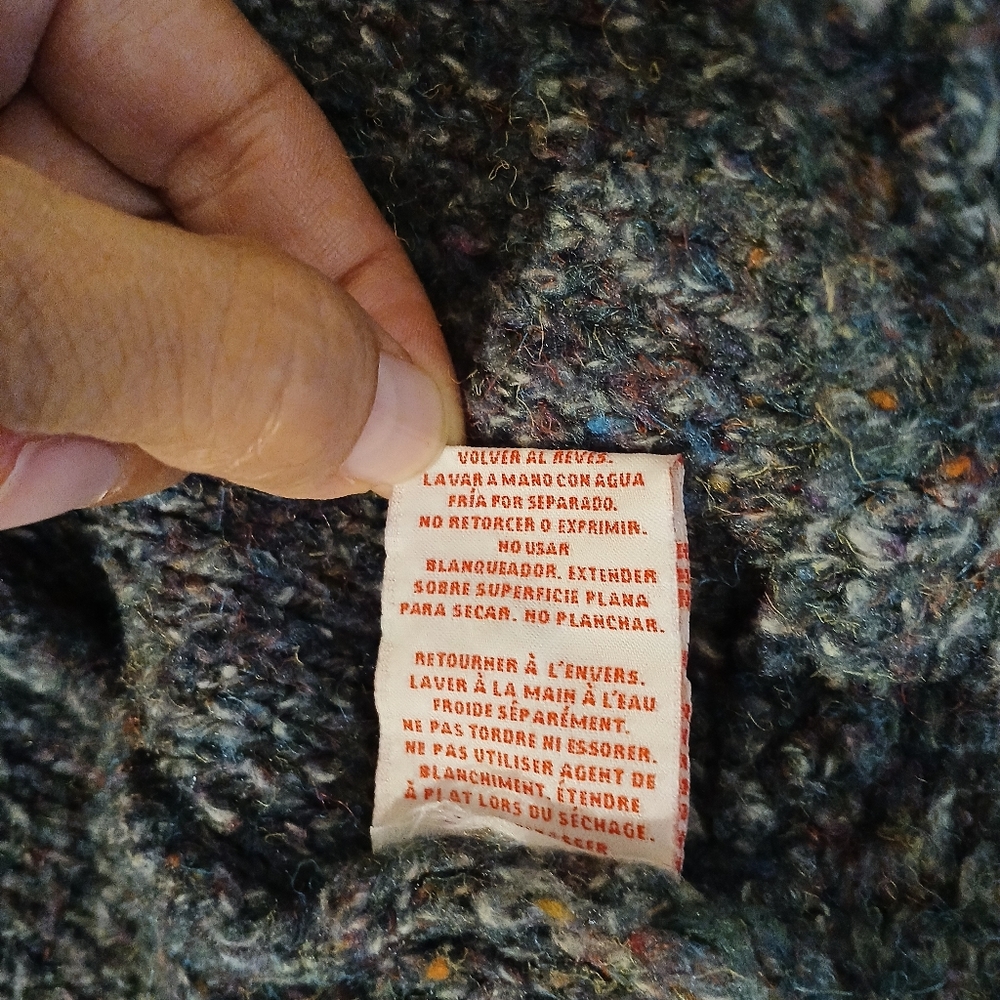 VOLVER AL REVÉS.
LAVAR A MANO CON AGUA
FRÍA POR SEPARADO.
NO RETORCER O EXPRIMIR.
NO USAR
BLANQUEADOR. EXTENDER
SOBRE SUPERFICIE PLANA
PARA SECAR. NO PLANCHAR.
RETOURNER À L'ENVERS.
LAVER À LA MAIN À L'EAU
FROIDE SÉPARÉMENT.
NE PAS TORDRE NI ESSORER.
NE PAS UTILISER AGENT DE
BLANCHIMENT. ÉTENDRE
À PLAT LORS DU SÉCHAGE.